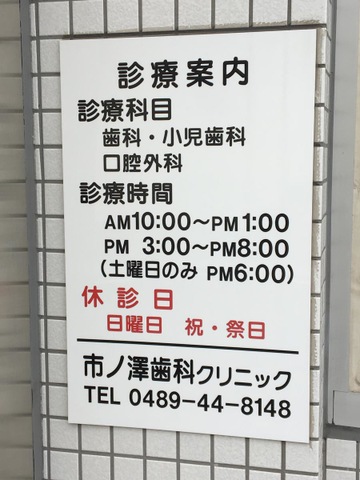 診療案内
診療科目
歯科・小児歯科
口腔外科
診療時間
AM10:00〜PM1:00
PM 3:00〜PM8:00
(土曜日のみ PM6:00)
休診日
日曜日 祝・祭日
市ノ澤歯科クリニック
TEL 0489-44-8148